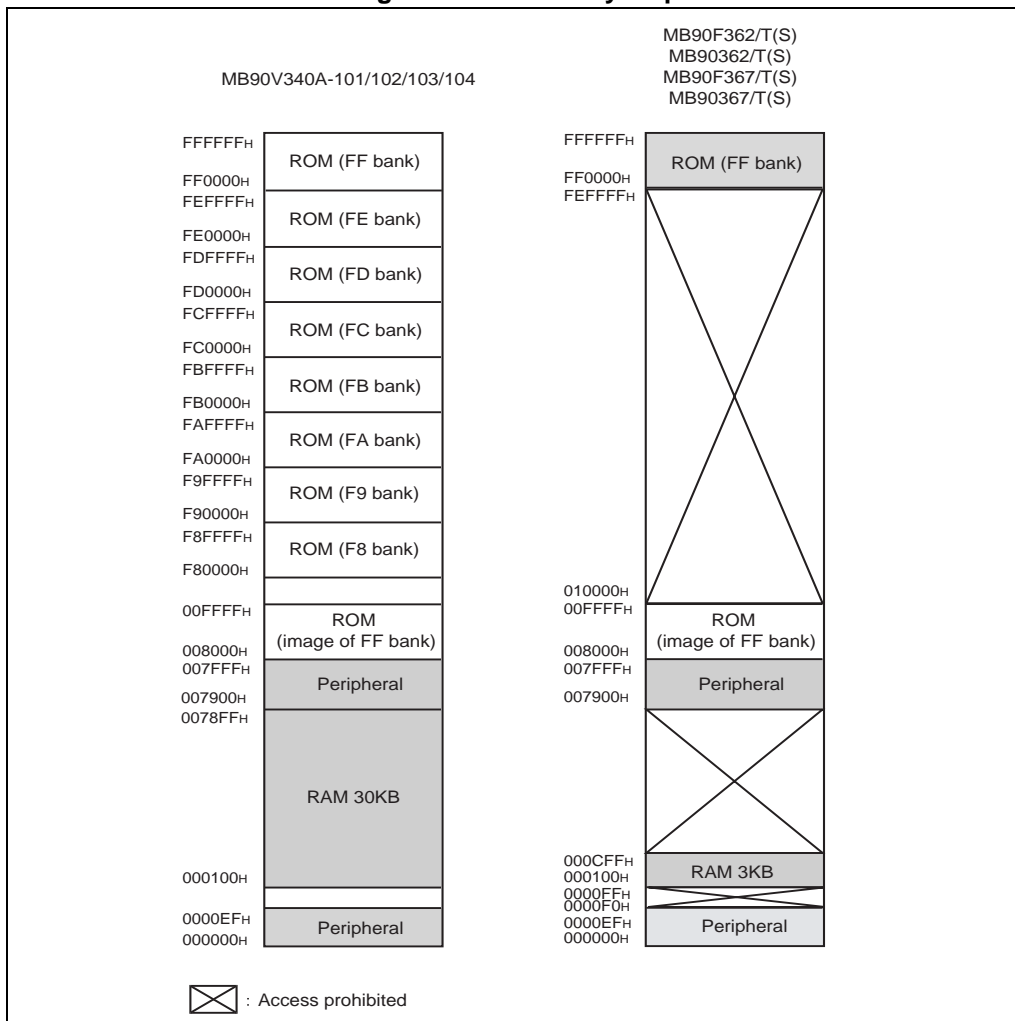 MB90V340A-101/102/103/104
FFFFFFH
ROM (FF bank)
FF0000H
FEFFFFH
ROM (FE bank)
FE0000H
FDFFFFH
ROM (FD bank)
FD0000H
FCFFFFH
ROM (FC bank)
FC0000H
FBFFFFH
ROM (FB bank)
FB0000H
FAFFFFH
ROM (FA bank)
FA0000H
F9FFFFH
ROM (F9 bank)
F90000H
F8FFFFH
ROM (F8 bank)
F80000H
00FFFFH
ROM
(image of FF bank)
008000H
007FFFH
Peripheral
007900H
0078FFH
RAM 30KB
000100H
0000EFH
Peripheral
000000H
MB90F362/T(S)
MB90362/T(S)
MB90F367/T(S)
MB90367/T(S)
FFFFFFH
ROM (FF bank)
FF0000H
FEFFFFH
010000H
00FFFFH
ROM
(image of FF bank)
008000H
007FFFH
Peripheral
007900H
000CFFH
RAM 3KB
000100H
0000FFH
0000F0H
0000EFH
Peripheral
000000H
: Access prohibited